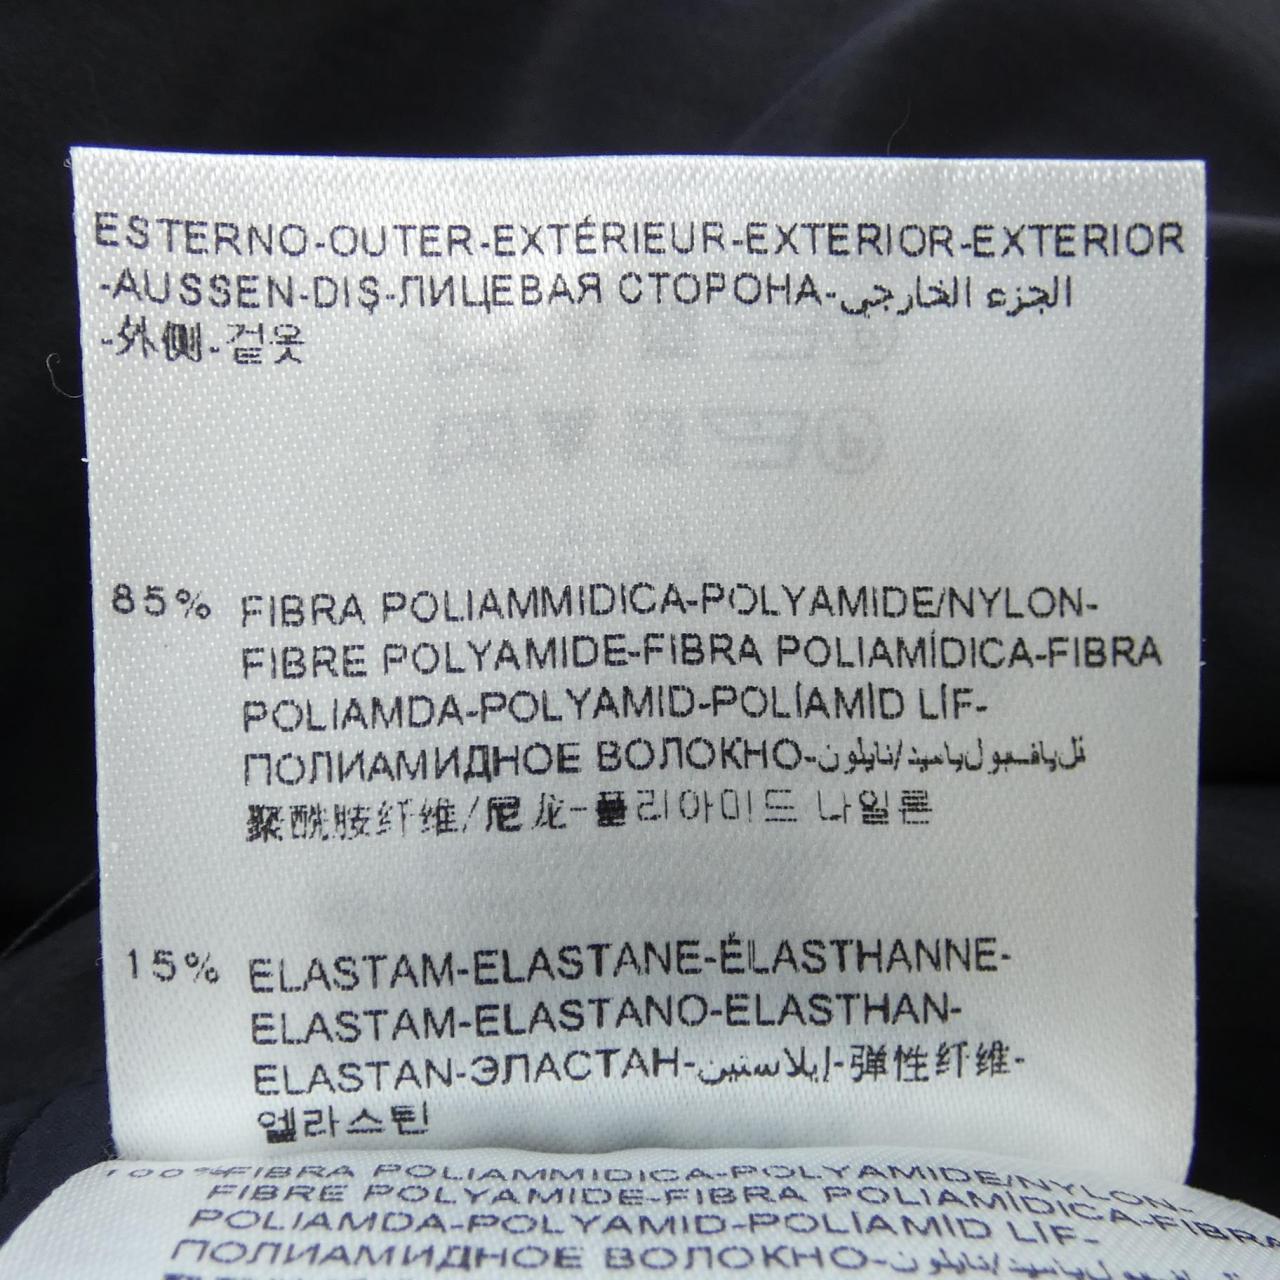 ESTERNO-OUTER-EXTÉRIEUR-EXTERIOR-EXTERIOR
-AUSSEN-DIŞ-ЛИЦЕВАЯ СТОРОНА-الجزء الخارجي
-外侧-겉옷
85% FIBRA POLIAMMIDICA-POLYAMIDE/NYLON-
FIBRE POLYAMIDE-FIBRA POLIAMÍDICA-FIBRA
POLIAMDA-POLYAMID-POLİAMİD LİF-
ПОЛИАМИДНОЕ ВОЛОКНО-نايلون/
聚酰胺纤维/尼龙-폴리아미드 나일론
15% ELASTAM-ELASTANE-ÉLASTHANNE-
ELASTAM-ELASTANO-ELASTHAN-
ELASTAN-ЭЛАСТАН-إيلاستين-弹性纤维-
엘라스틴
100% FIBRA POLIAMMIDICA-POLYAMIDE/NYLON-
FIBRE POLYAMIDE-FIBRA POLIAMÍDICA-FIBRA
POLIAMDA-POLYAMID-POLİAMİD LİF-
ПОЛИАМИДНОЕ ВОЛОКНО-نايلون/